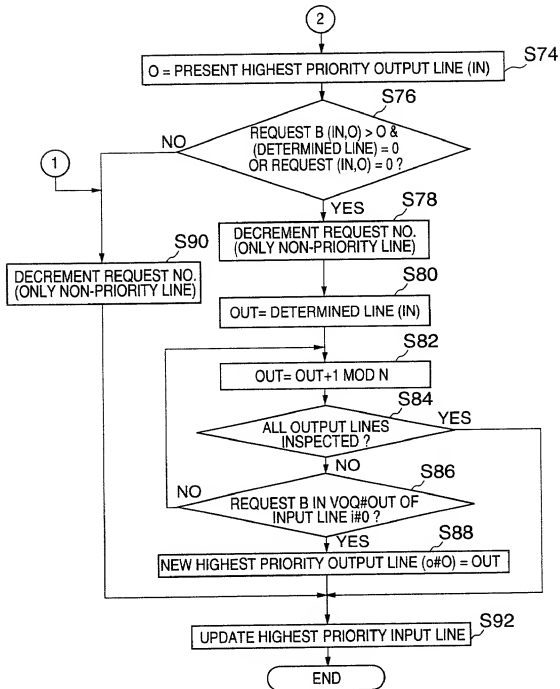 2
S74
O = PRESENT HIGHEST PRIORITY OUTPUT LINE (IN)
S76
REQUEST B (IN,O) > O &
(DETERMINED LINE) = 0
OR REQUEST (IN,O) = 0 ?
NO
1
YES
S78
DECREMENT REQUEST NO.
(ONLY NON-PRIORITY LINE)
S90
DECREMENT REQUEST NO.
(ONLY NON-PRIORITY LINE)
S80
OUT= DETERMINED LINE (IN)
S82
OUT= OUT+1 MOD N
S84
ALL OUTPUT LINES
INSPECTED ?
YES
NO
S86
REQUEST B IN VOQ#OUT OF
INPUT LINE i#0 ?
NO
YES
S88
NEW HIGHEST PRIORITY OUTPUT LINE (o#O) = OUT
S92
UPDATE HIGHEST PRIORITY INPUT LINE
END